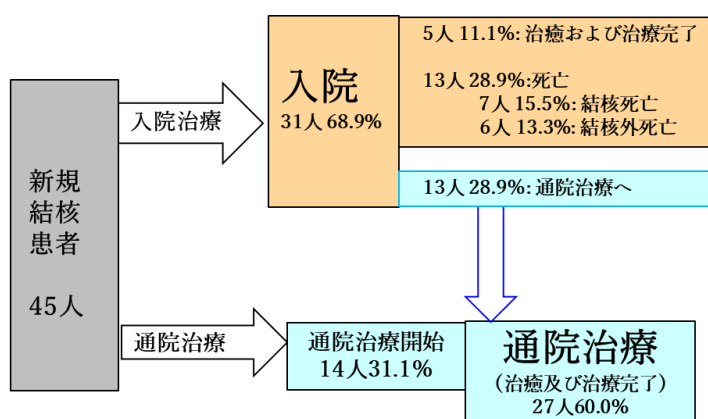 新規
結核
患者
45人
入院治療
入院
31人 68.9%
5人 11.1%: 治癒および治療完了
13人 28.9%:死亡
7人 15.5%: 結核死亡
6人 13.3%: 結核外死亡
13人 28.9%: 通院治療へ
通院治療
通院治療開始
14人31.1%
通院治療
（治癒及び治療完了）
27人60.0%